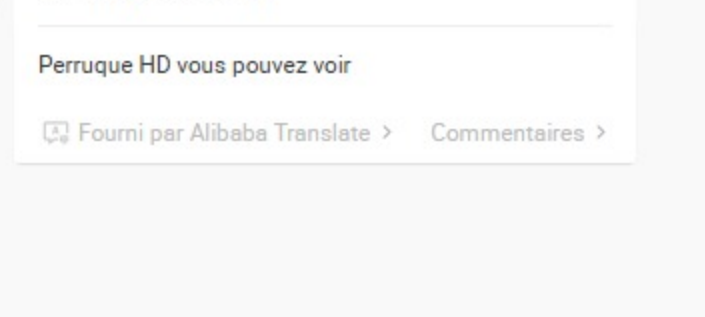 Perruque HD vous pouvez voir
Fourni par Alibaba Translate > Commentaires >